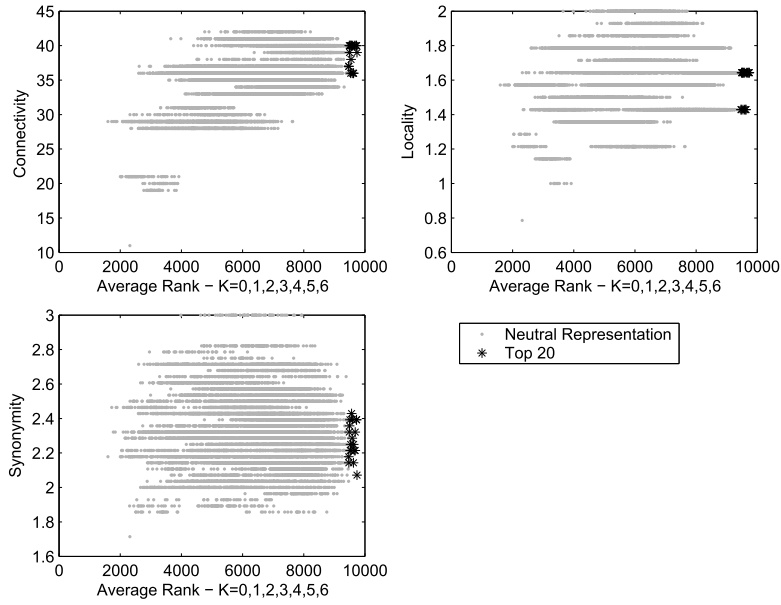 45
40
35
30
25
20
15
10
Connectivity
0 2000 4000 6000 8000 10000
Average Rank − K=0,1,2,3,4,5,6
2
1.8
1.6
1.4
1.2
1
0.8
0.6
Locality
0 2000 4000 6000 8000 10000
Average Rank − K=0,1,2,3,4,5,6
3
2.8
2.6
2.4
2.2
2
1.8
1.6
Synonymity
0 2000 4000 6000 8000 10000
Average Rank − K=0,1,2,3,4,5,6
Neutral Representation
Top 20